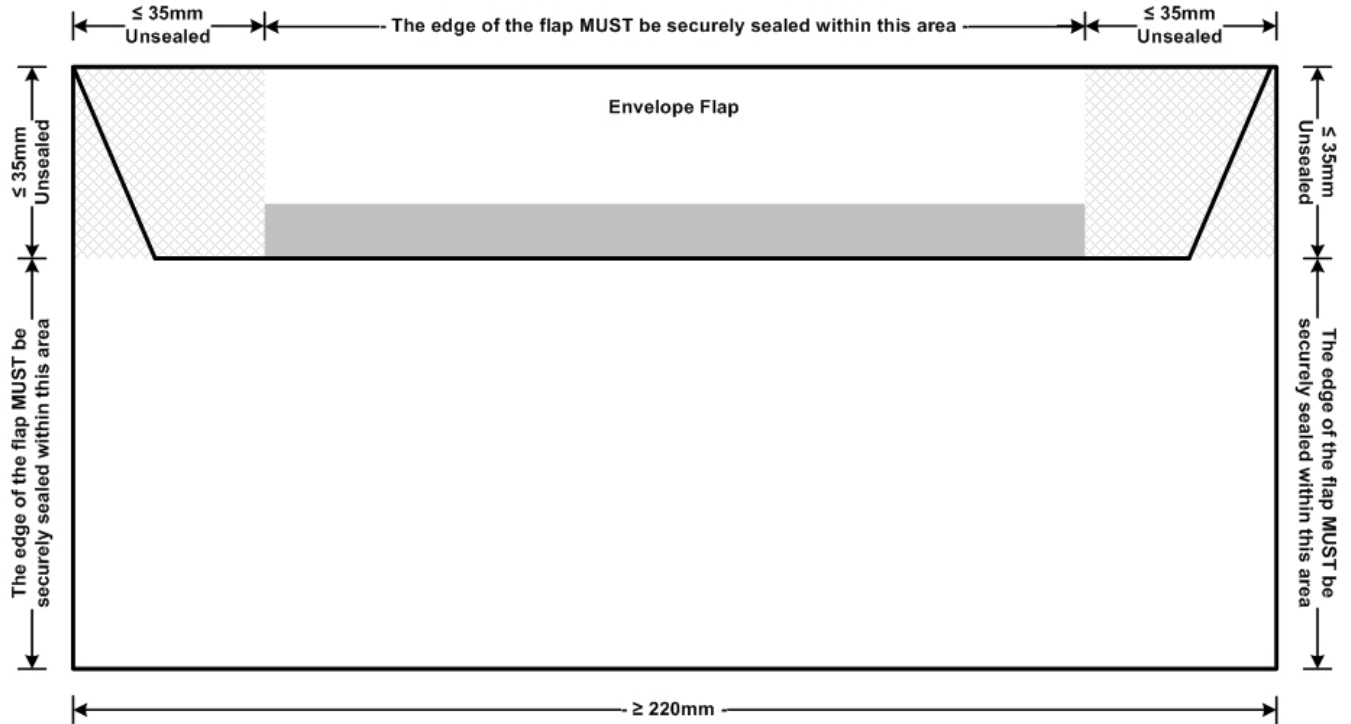 ≤ 35mm
Unsealed
The edge of the flap MUST be securely sealed within this area
≤ 35mm
Unsealed
Envelope Flap
≤ 35mm
Unsealed
≤ 35mm
Unsealed
The edge of the flap MUST be
securely sealed within this area
The edge of the flap MUST be
securely sealed within this area
- ≥ 220mm -